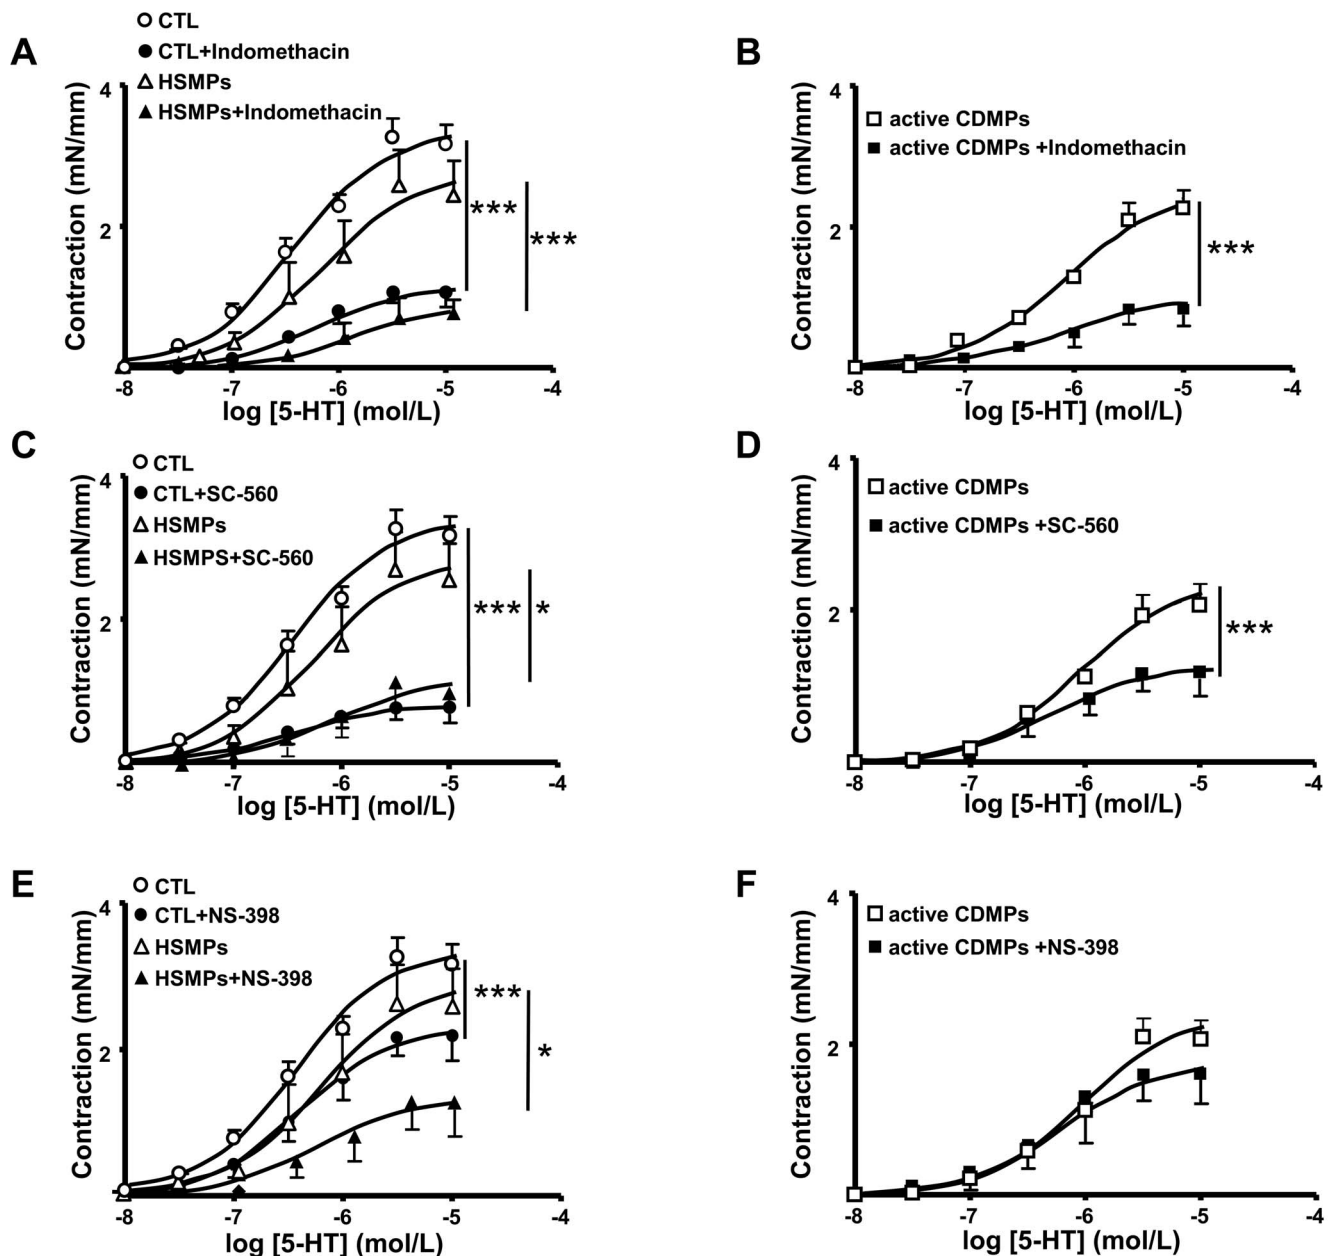 A
CTL
CTL+Indomethacin
HSMPs
HSMPs+Indomethacin
Contraction (mN/mm)
4
2
***
***
-8 -7 -6 -5 -4
log [5-HT] (mol/L)
B
active CDMPs
active CDMPs +Indomethacin
Contraction (mN/mm)
4
2
***
-8 -7 -6 -5 -4
log [5-HT] (mol/L)
C
CTL
CTL+SC-560
HSMPs
HSMPS+SC-560
Contraction (mN/mm)
4
2
***
*
-8 -7 -6 -5 -4
log [5-HT] (mol/L)
D
active CDMPs
active CDMPs +SC-560
Contraction (mN/mm)
4
2
***
-8 -7 -6 -5 -4
log [5-HT] (mol/L)
E
CTL
CTL+NS-398
HSMPs
HSMPs+NS-398
Contraction (mN/mm)
4
2
***
*
-8 -7 -6 -5 -4
log [5-HT] (mol/L)
F
active CDMPs
active CDMPs +NS-398
Contraction (mN/mm)
4
2
-8 -7 -6 -5 -4
log [5-HT] (mol/L)